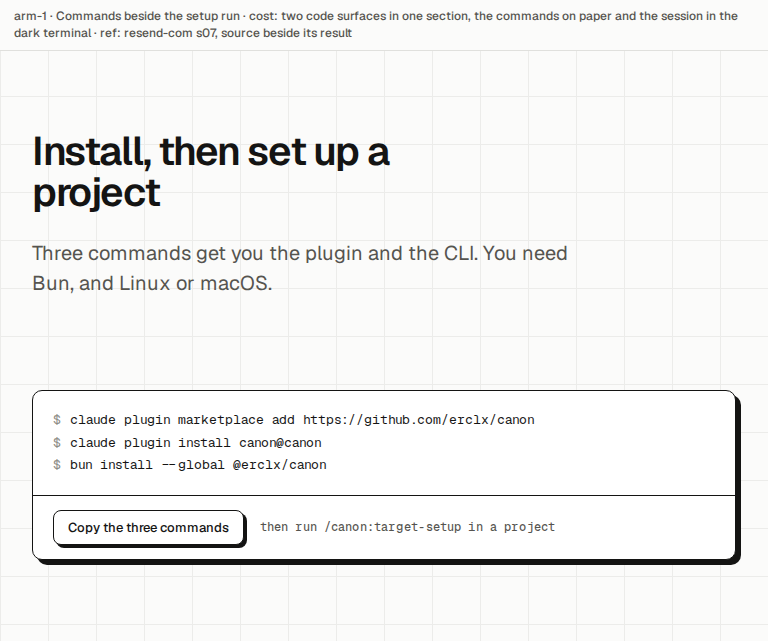 arm-1 · Commands beside the setup run · cost: two code surfaces in one section, the commands on paper and the session in the
dark terminal · ref: resend-com s07, source beside its result
Install, then set up a
project
Three commands get you the plugin and the CLI. You need
Bun, and Linux or macOS.
$ claude plugin marketplace add https://github.com/erclx/canon
$ claude plugin install canon@canon
$ bun install --global @erclx/canon
Copy the three commands then run /canon:target-setup in a project